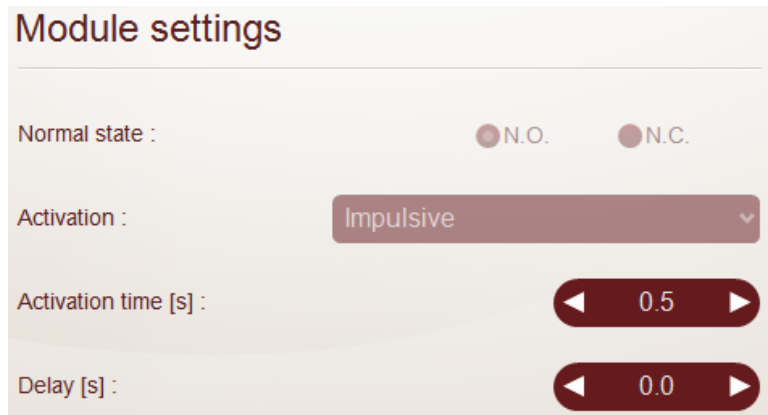 Module settings
Normal state : N.O. N.C.
Activation : Impulsive
Activation time [s] : 0.5
Delay [s] : 0.0